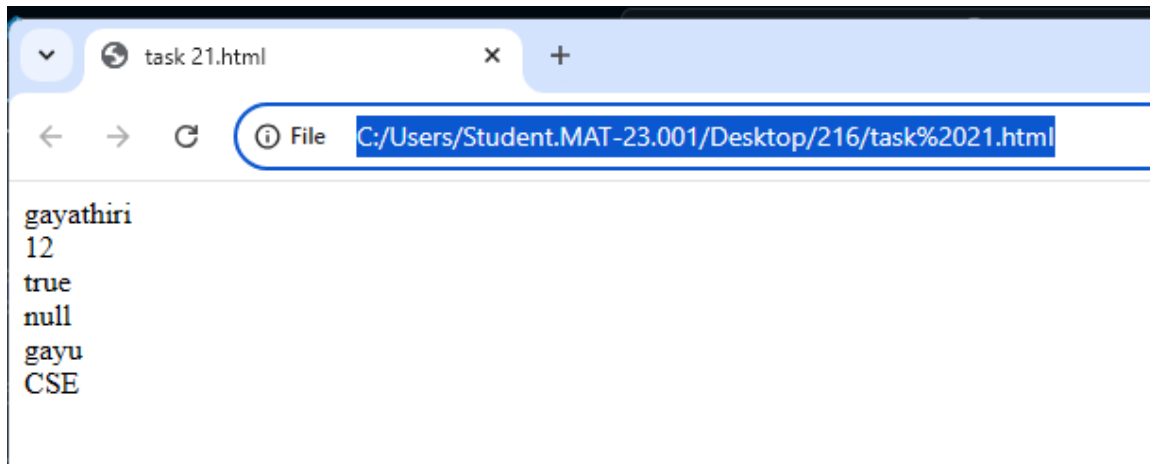 task 21.html
File C:/Users/Student.MAT-23.001/Desktop/216/task%2021.html
gayathiri
12
true
null
gayu
CSE